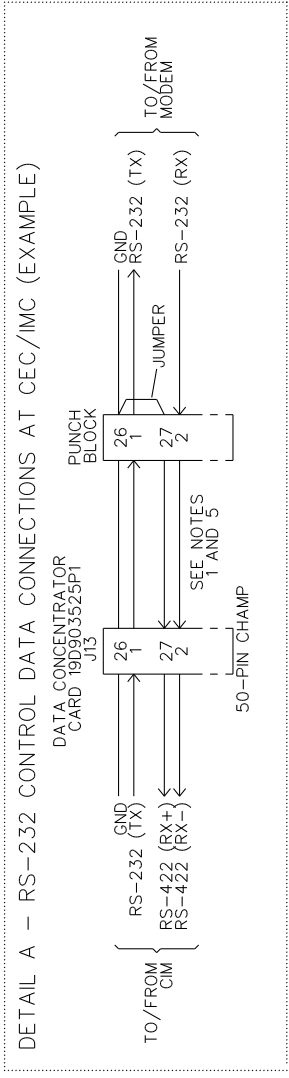 DETAIL A – RS–232 CONTROL DATA CONNECTIONS AT CEC/IMC (EXAMPLE)
DATA CONCENTRATOR
CARD 19D903525P1
J13
PUNCH
BLOCK
TO/FROM
CIM
GND
RS–232 (TX)
RS–422 (RX+)
RS–422 (RX–)
26
1
27
2
50–PIN CHAMP
SEE NOTES
1 AND 5
26
1
27
2
JUMPER
GND
RS–232 (TX)
RS–232 (RX)
TO/FROM
MODEM